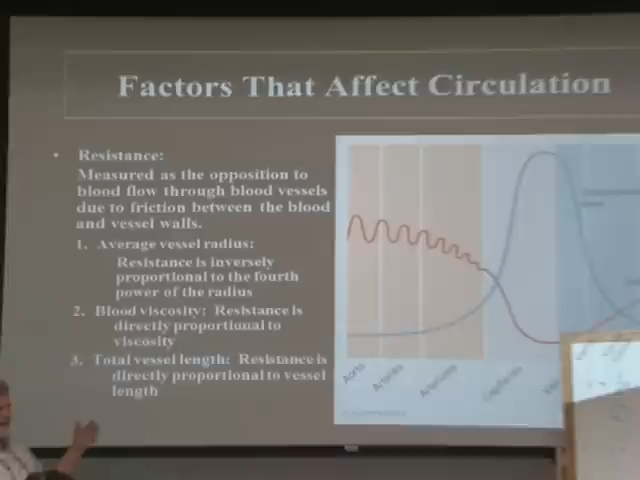 Factors That Affect Circulation
• Resistance:
Measured as the opposition to
blood flow through blood vessels
due to friction between the blood
and vessel walls.
1. Average vessel radius:
Resistance is inversely
proportional to the fourth
power of the radius
2. Blood viscosity: Resistance is
directly proportional to
viscosity
3. Total vessel length: Resistance is
directly proportional to vessel
length
Aorta
Arteries
Arterioles
Capillaries